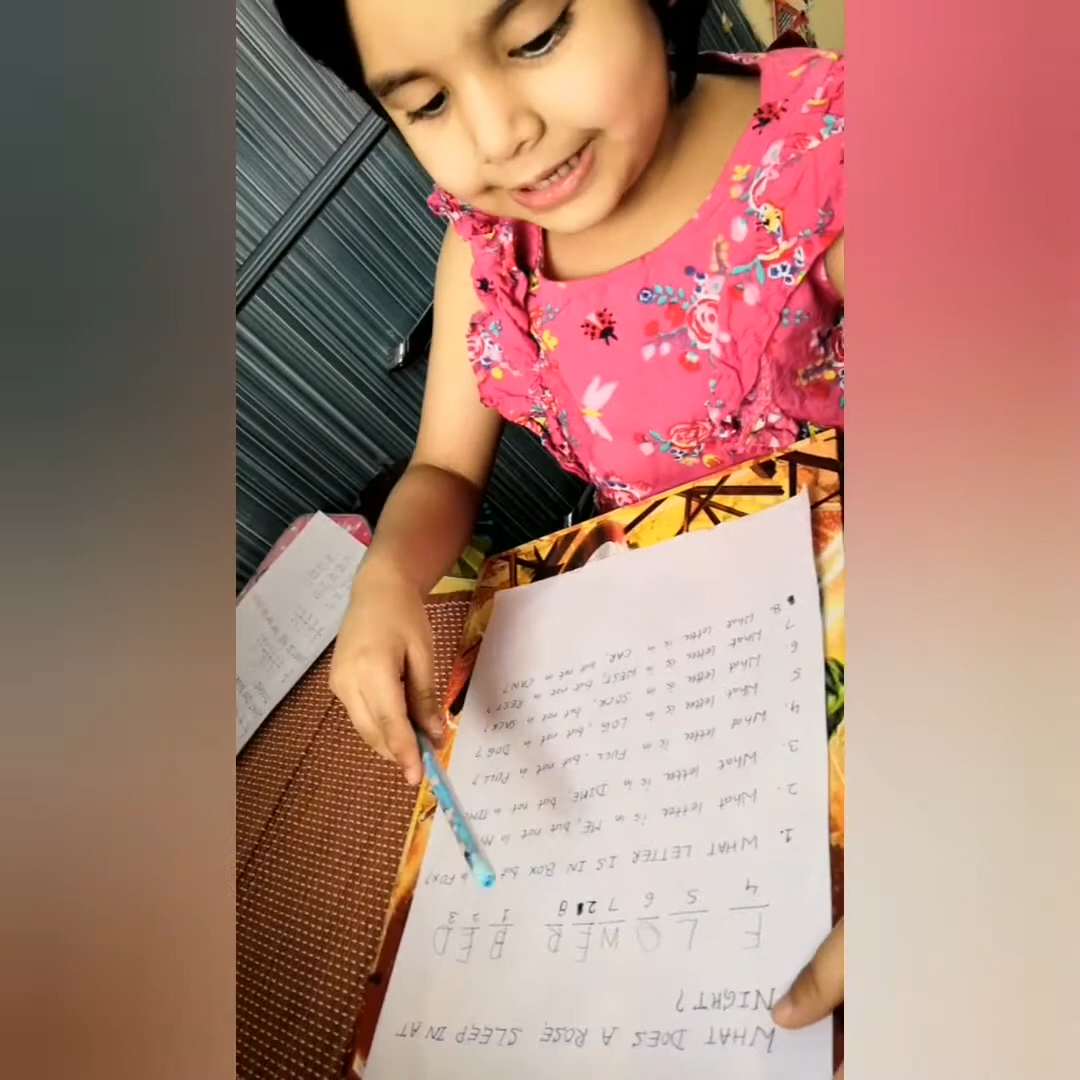 WHAT DOES A ROSE SLEEP IN AT
NIGHT?
F L O W E R B E D
4 5 6 7 2 8 1 2 3
1. WHAT LETTER IS IN BOX but FOX?
2. What letter is in ME, but not in
3. What letter is in DIME but not in
4. What letter is in FULL, but not in PULL?
5 What letter is in LOG, but not in DOG?
6. What letter is in SOCK, but not in SACK?
7 What letter is in WEST, but not in REST?
8. What letter is in CAR, but not in CAN?